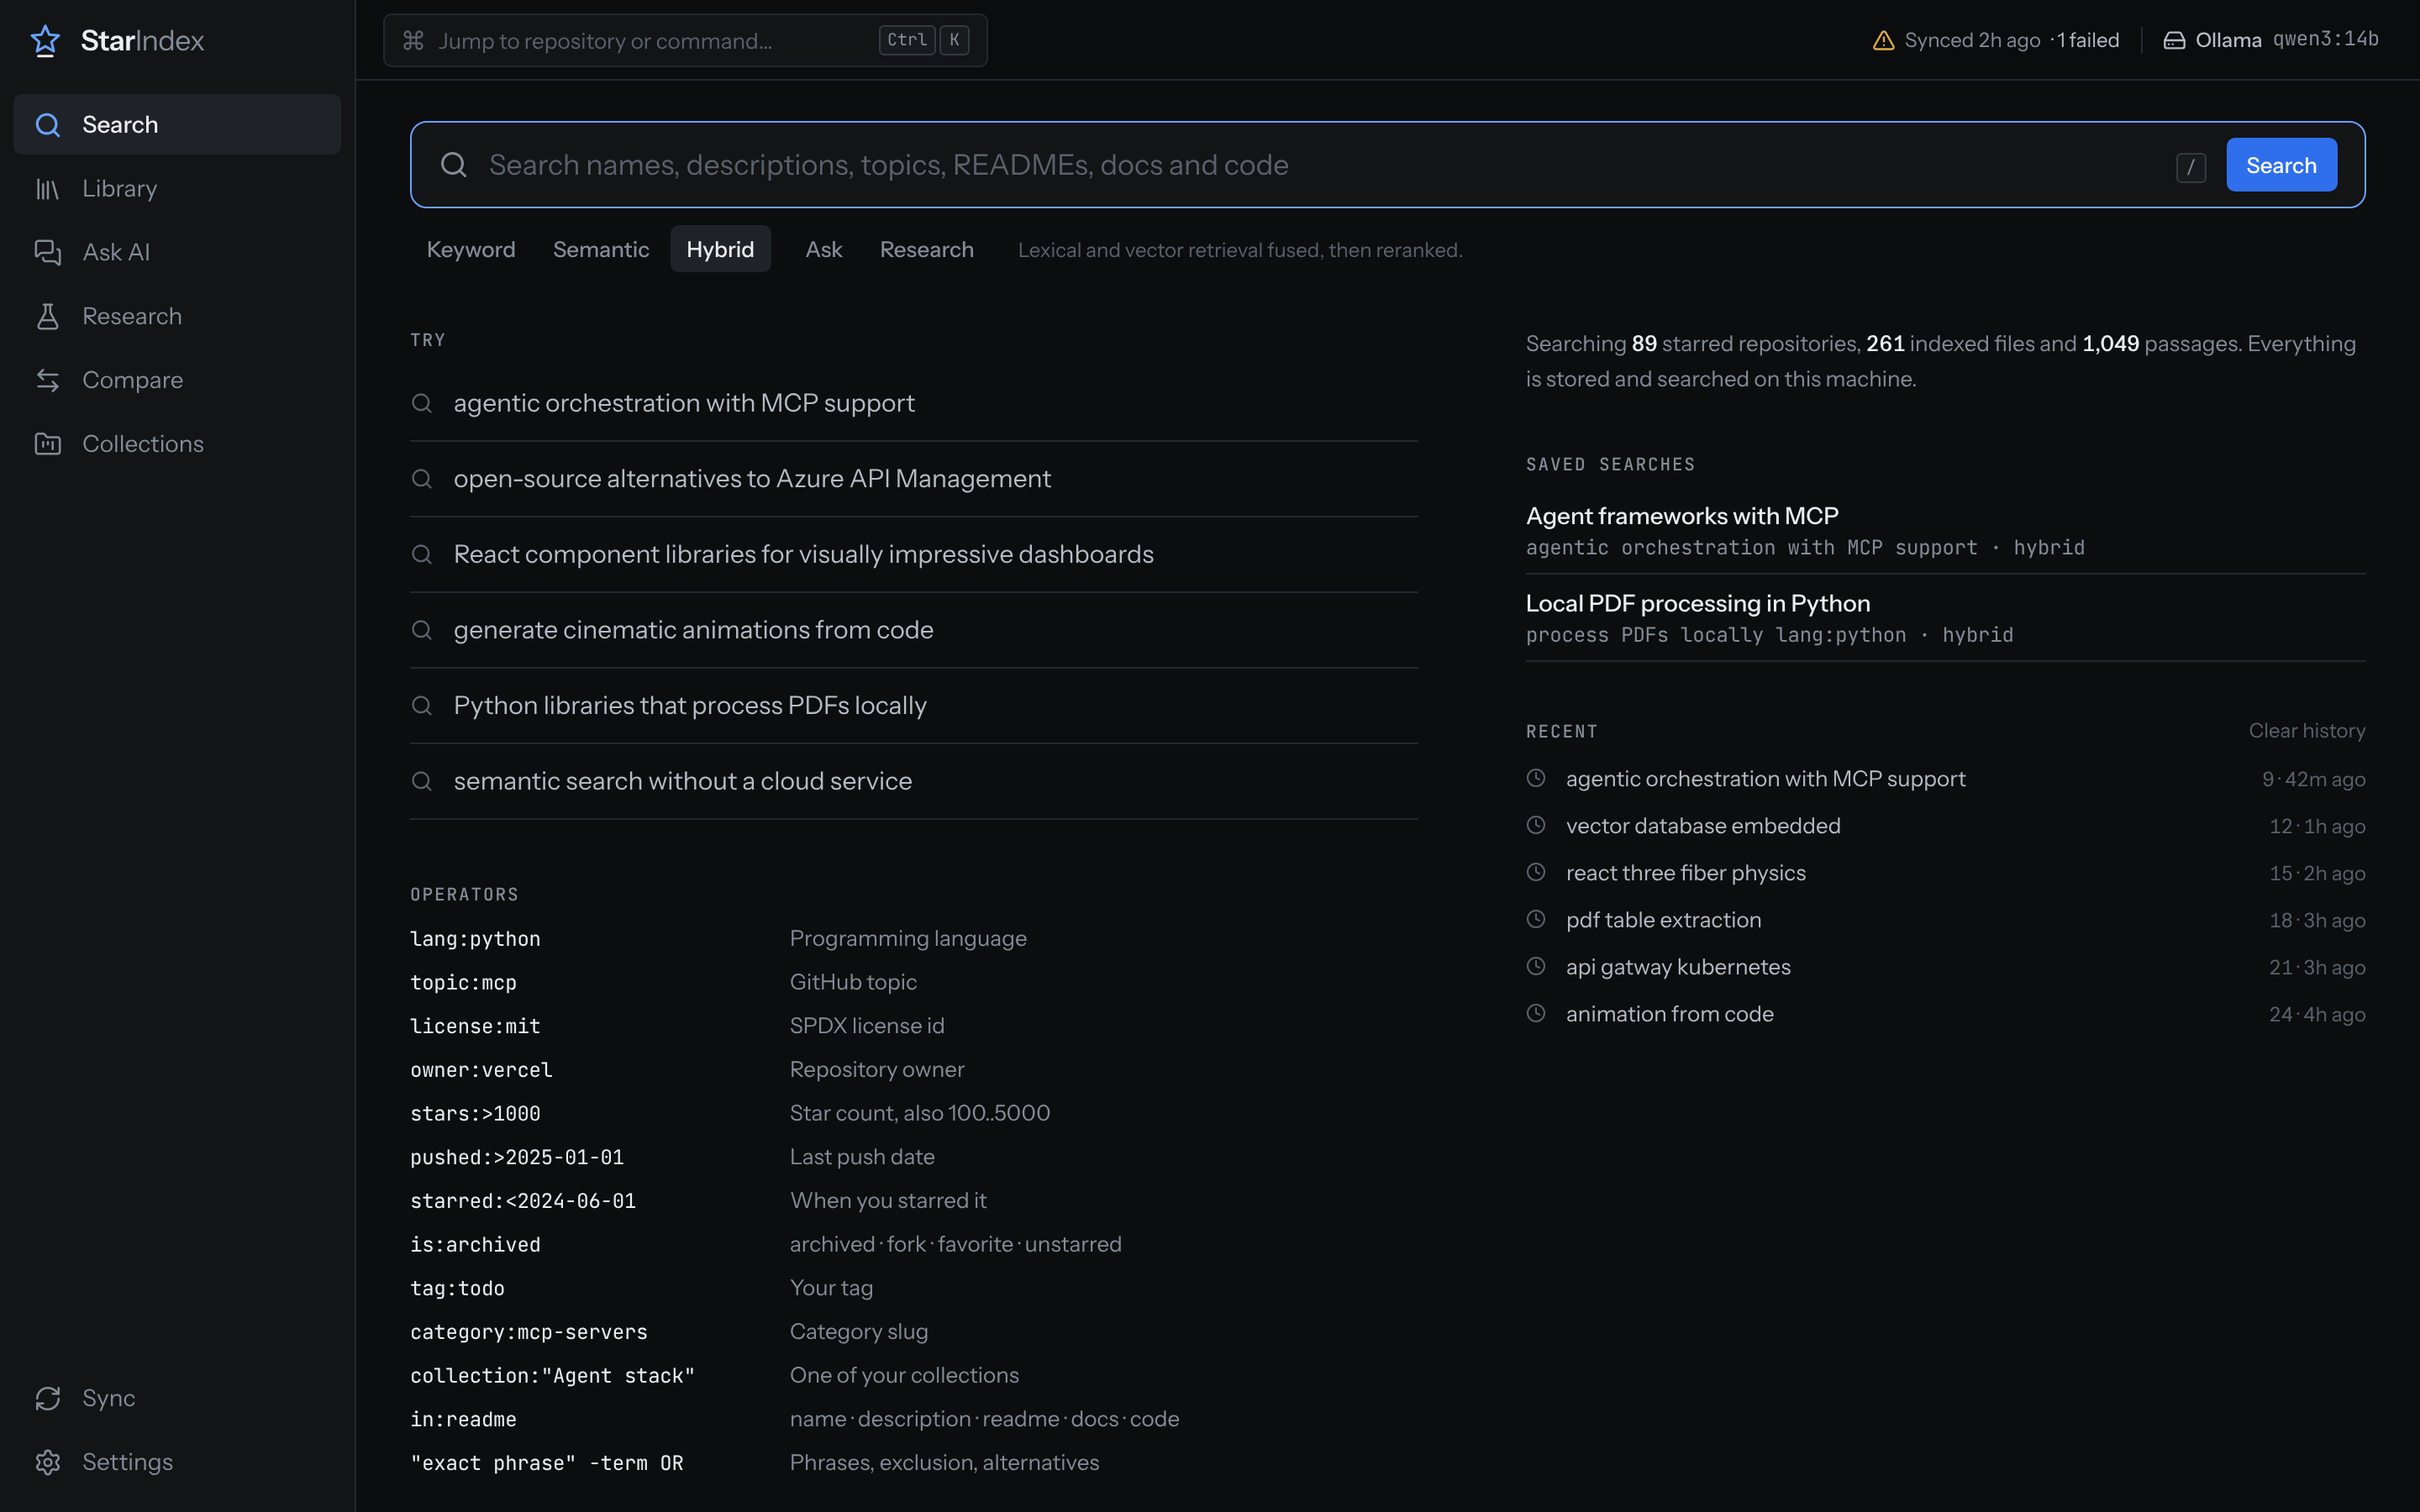 StarIndex
Search
Library
Ask AI
Research
Compare
Collections
Sync
Settings
⌘ Jump to repository or command... Ctrl K
Synced 2h ago · 1 failed
Ollama qwen3:14b
Search names, descriptions, topics, READMEs, docs and code / Search
Keyword Semantic Hybrid Ask Research Lexical and vector retrieval fused, then reranked.
TRY
agentic orchestration with MCP support
open-source alternatives to Azure API Management
React component libraries for visually impressive dashboards
generate cinematic animations from code
Python libraries that process PDFs locally
semantic search without a cloud service
OPERATORS
lang:python Programming language
topic:mcp GitHub topic
license:mit SPDX license id
owner:vercel Repository owner
stars:>1000 Star count, also 100..5000
pushed:>2025-01-01 Last push date
starred:<2024-06-01 When you starred it
is:archived archived · fork · favorite · unstarred
tag:todo Your tag
category:mcp-servers Category slug
collection:"Agent stack" One of your collections
in:readme name · description · readme · docs · code
"exact phrase" -term OR Phrases, exclusion, alternatives
Searching 89 starred repositories, 261 indexed files and 1,049 passages. Everything
is stored and searched on this machine.
SAVED SEARCHES
Agent frameworks with MCP
agentic orchestration with MCP support · hybrid
Local PDF processing in Python
process PDFs locally lang:python · hybrid
RECENT Clear history
agentic orchestration with MCP support 9 · 42m ago
vector database embedded 12 · 1h ago
react three fiber physics 15 · 2h ago
pdf table extraction 18 · 3h ago
api gatway kubernetes 21 · 3h ago
animation from code 24 · 4h ago